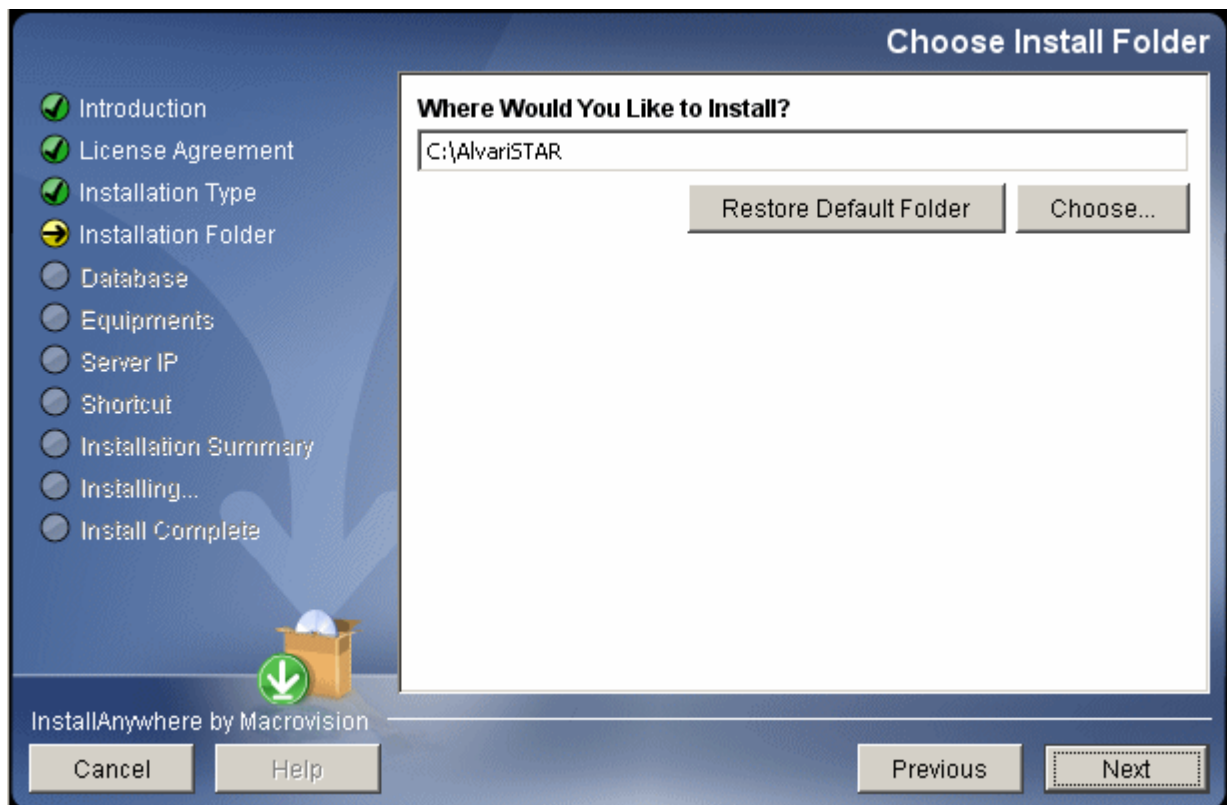 Choose Install Folder
Introduction
License Agreement
Installation Type
Installation Folder
Database
Equipments
Server IP
Shortcut
Installation Summary
Installing...
Install Complete
Where Would You Like to Install?
C:\AlvariSTAR
Restore Default Folder
Choose...
InstallAnywhere by Macrovision
Cancel
Help
Previous
Next